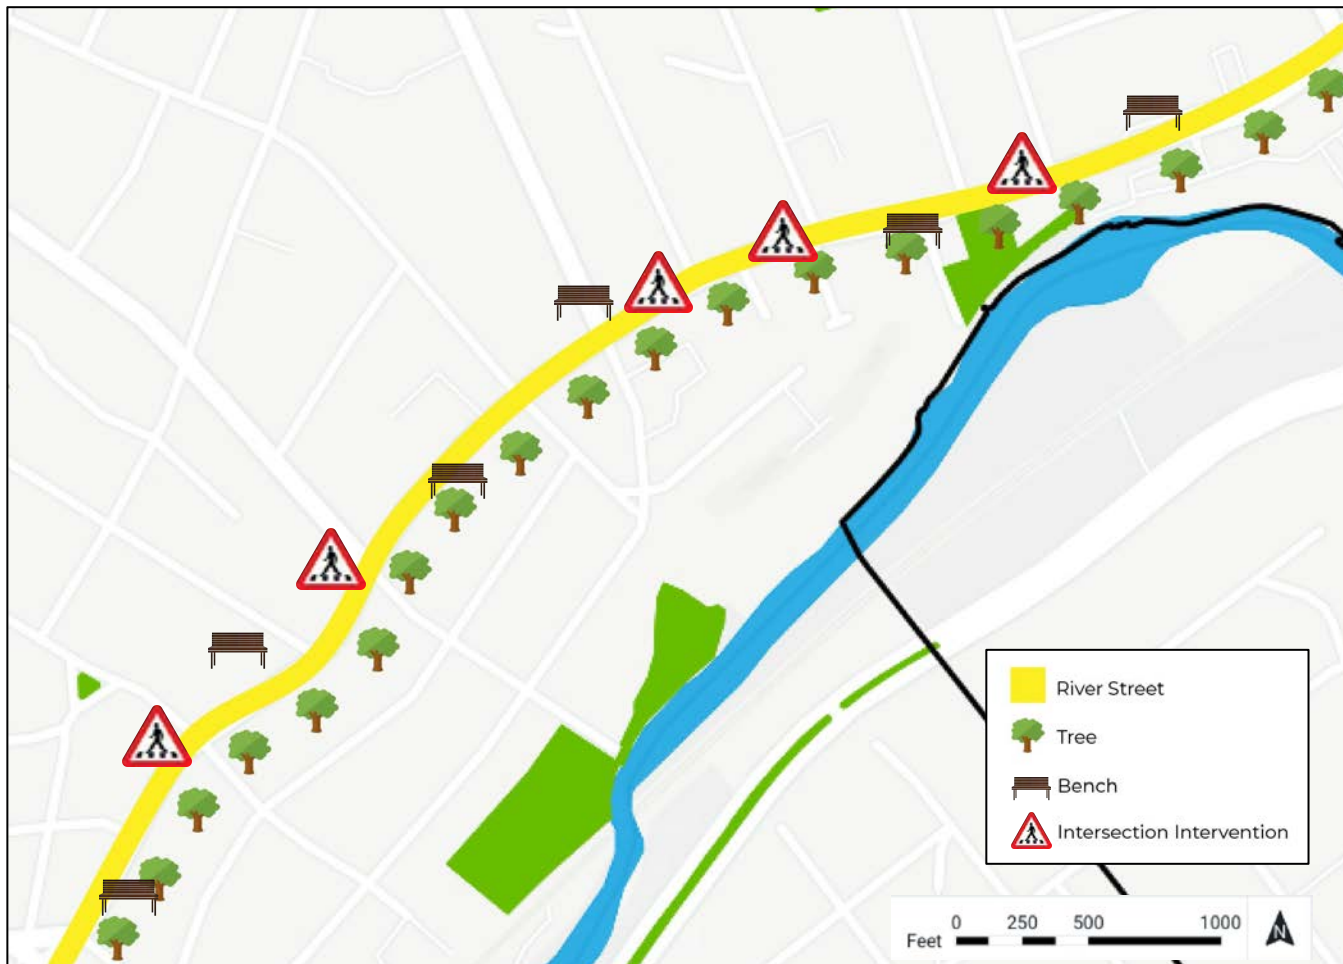 River Street
Tree
Bench
Intersection Intervention
Feet 0 250 500 1000
N